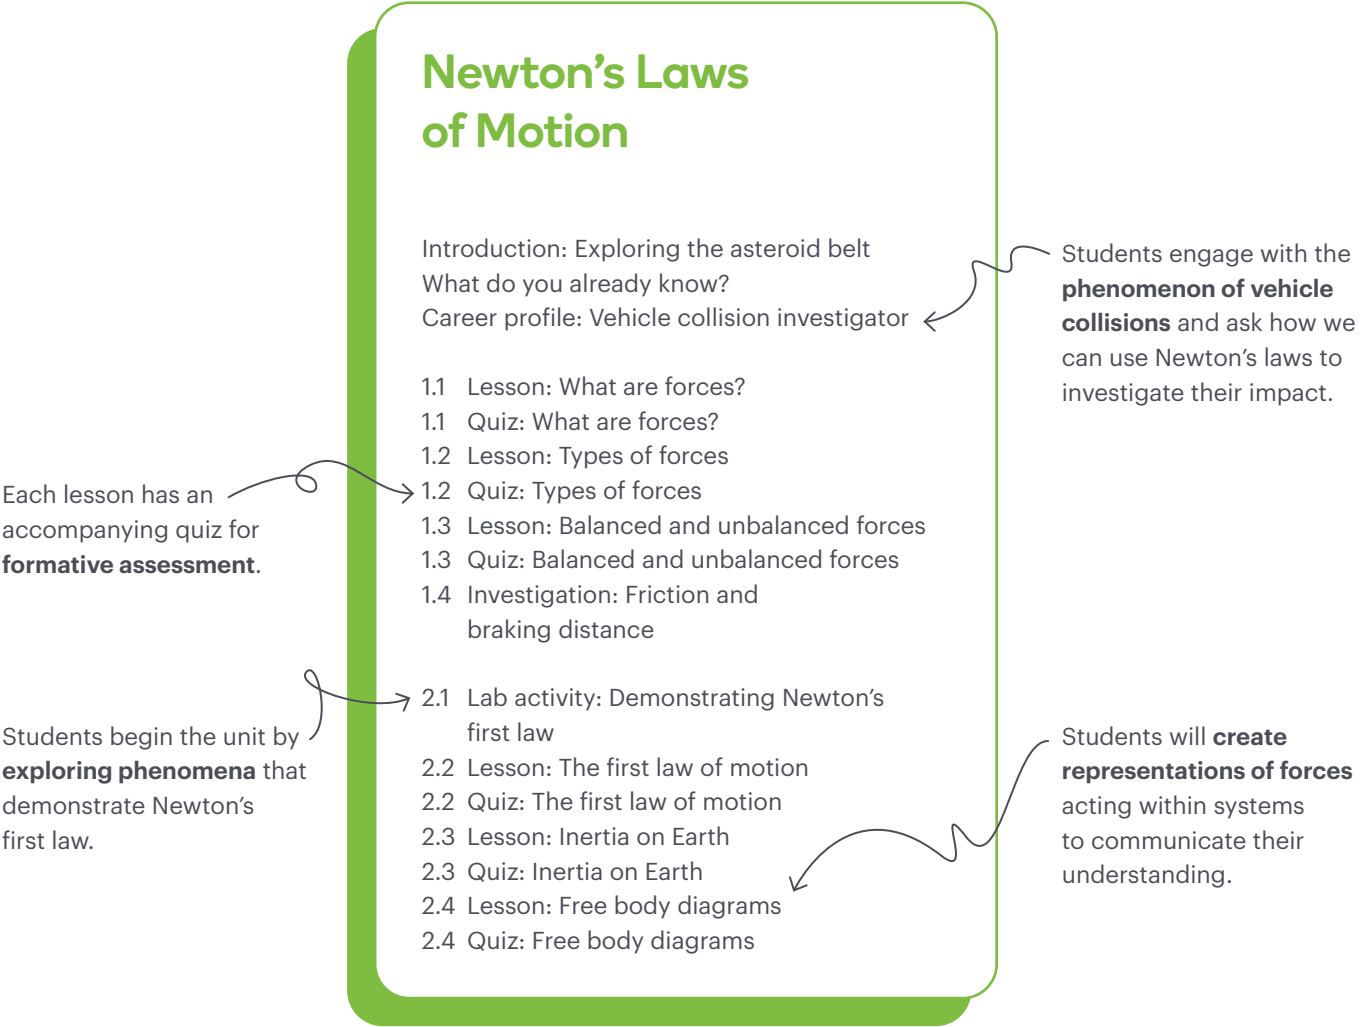 Newton’s Laws
of Motion
Introduction: Exploring the asteroid belt
What do you already know?
Career profile: Vehicle collision investigator
Students engage with the
phenomenon of vehicle
collisions and ask how we
can use Newton’s laws to
investigate their impact.
1.1 Lesson: What are forces?
1.1 Quiz: What are forces?
1.2 Lesson: Types of forces
1.2 Quiz: Types of forces
1.3 Lesson: Balanced and unbalanced forces
1.3 Quiz: Balanced and unbalanced forces
1.4 Investigation: Friction and
braking distance
Each lesson has an
accompanying quiz for
formative assessment.
2.1 Lab activity: Demonstrating Newton’s
first law
2.2 Lesson: The first law of motion
2.2 Quiz: The first law of motion
2.3 Lesson: Inertia on Earth
2.3 Quiz: Inertia on Earth
2.4 Lesson: Free body diagrams
2.4 Quiz: Free body diagrams
Students begin the unit by
exploring phenomena that
demonstrate Newton’s
first law.
Students will create
representations of forces
acting within systems
to communicate their
understanding.